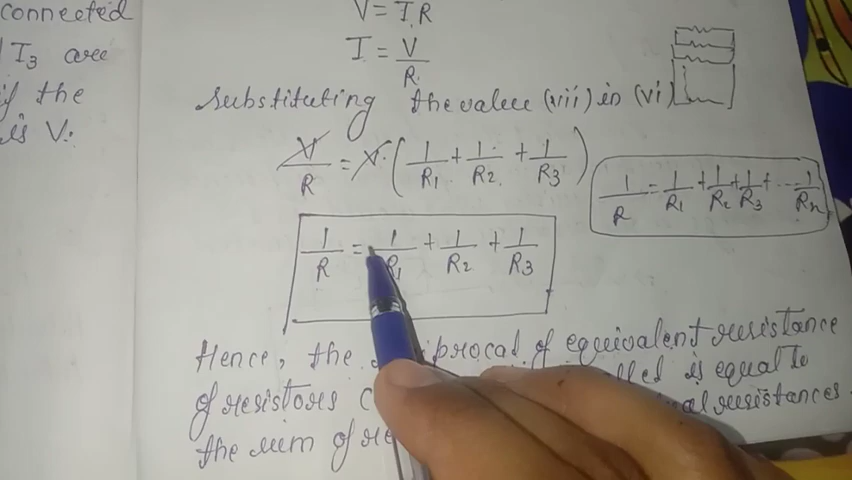 connected
I3 are
if the
is V.
V = I.R
I = V/R.
substituting the value (vii) in (vi)
V/R = V.(1/R1 + 1/R2 + 1/R3)
1/R = 1/R1 + 1/R2 + 1/R3 + ... 1/Rn
1/R = 1/R1 + 1/R2 + 1/R3
Hence, the procal of equivalent resistance
of resistors is equal to
the sum of resistances.